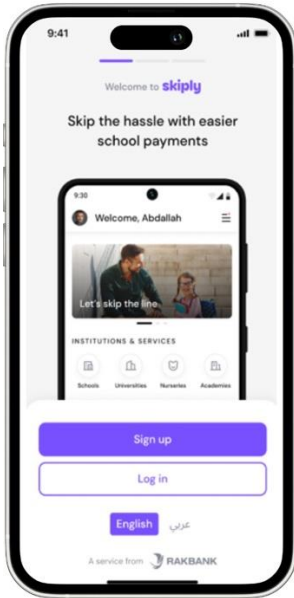 9:41
Welcome to skiply
Skip the hassle with easier
school payments
9:30
Welcome, Abdallah
Let's skip the line.
INSTITUTIONS & SERVICES
Schools Universities Nurseries Academies
Sign up
Log in
English عربي
A service from RAKBANK